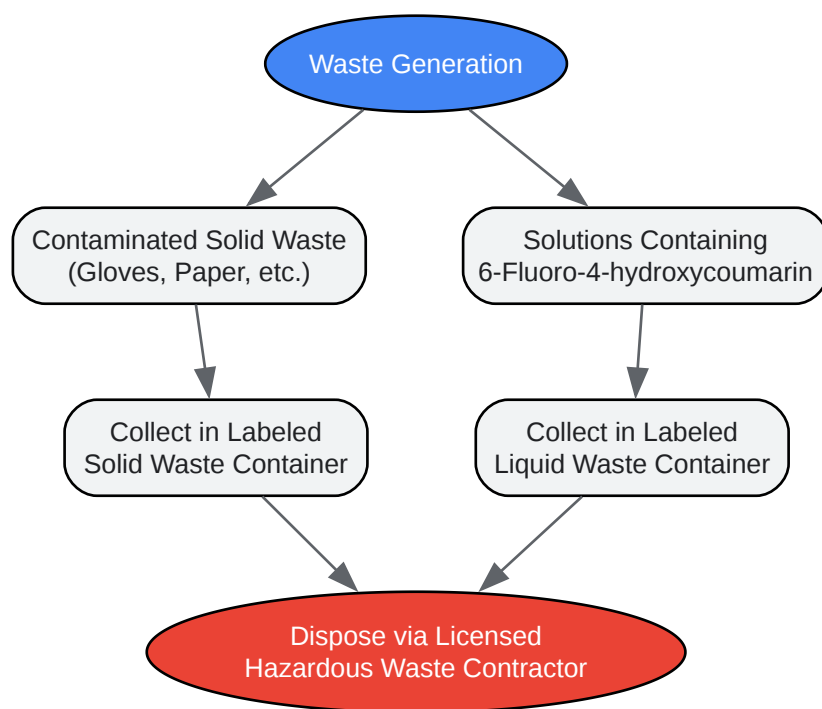 Waste Generation
Contaminated Solid Waste
(Gloves, Paper, etc.)
Solutions Containing
6-Fluoro-4-hydroxycoumarin
Collect in Labeled
Solid Waste Container
Collect in Labeled
Liquid Waste Container
Dispose via Licensed
Hazardous Waste Contractor